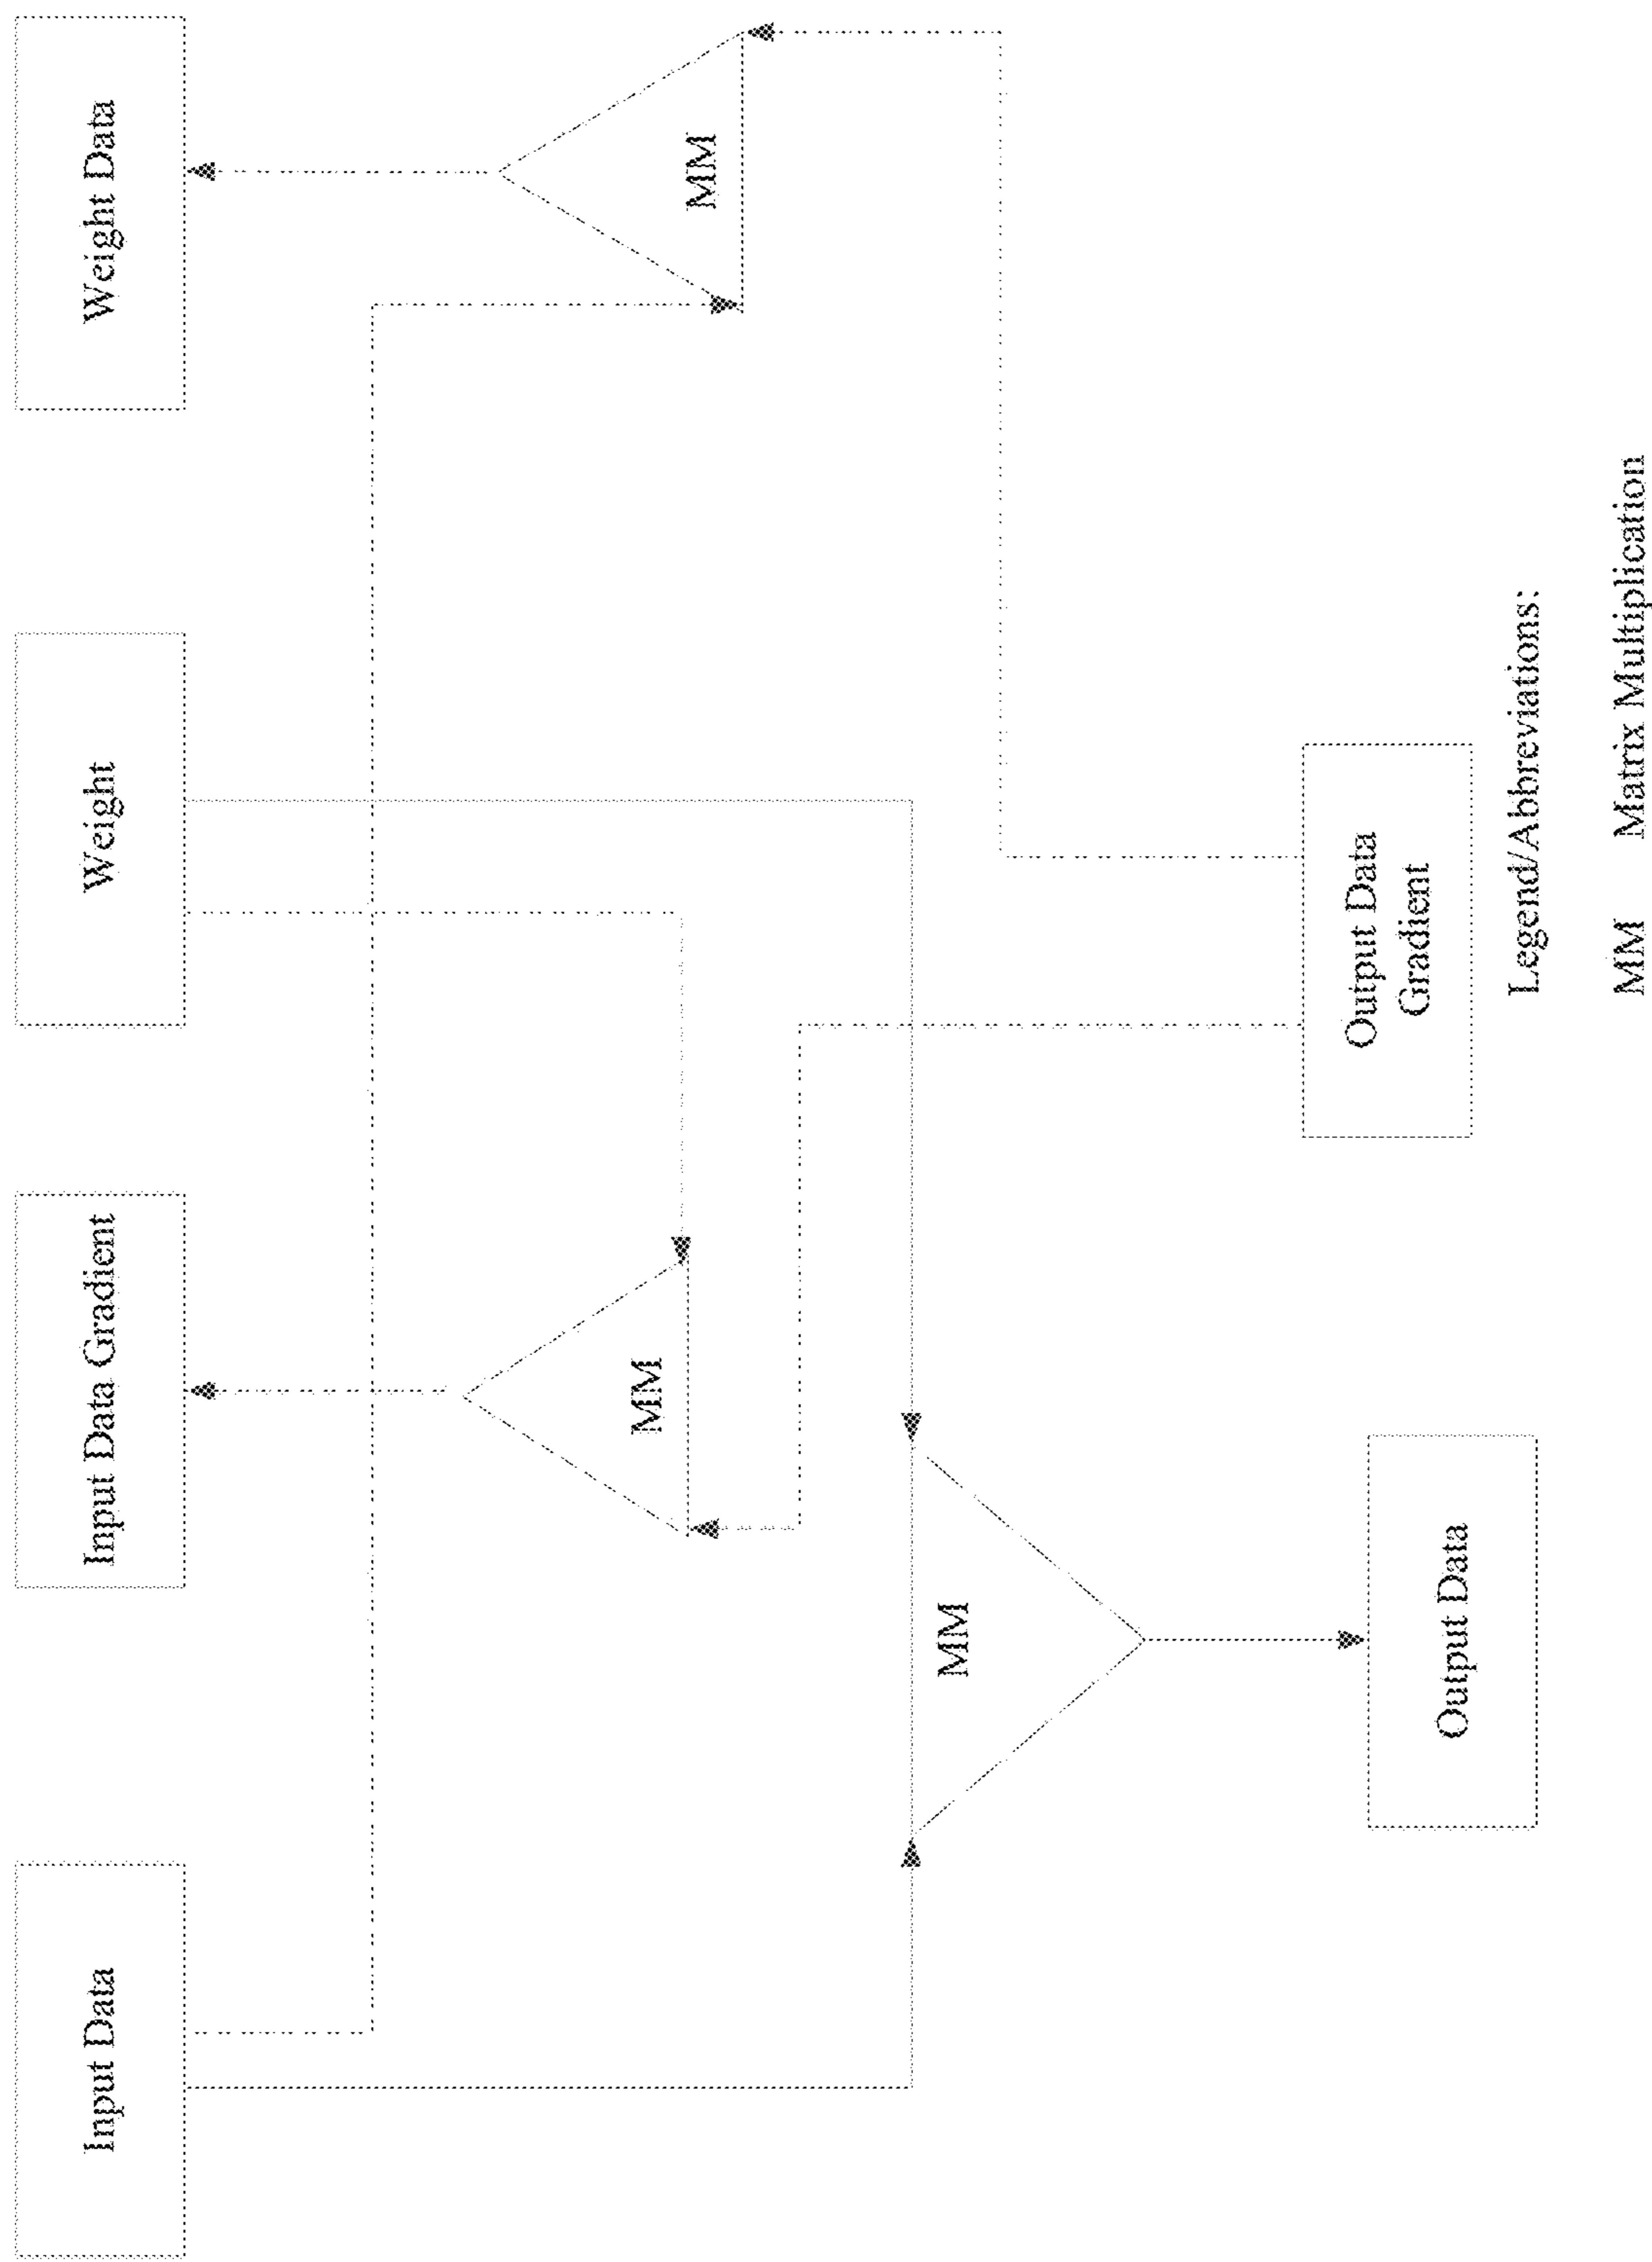 Input Data
Input Data Gradient
Weight
Weight Data
MM
MM
MM
Output Data
Output Data
Gradient
Legend/Abbreviations:
MM Matrix Multiplication